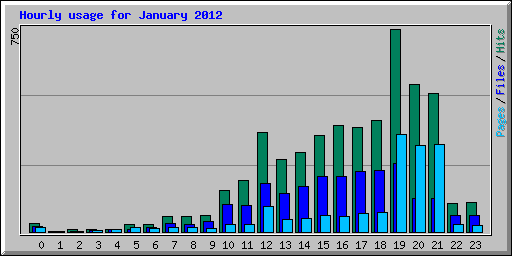 Hourly usage for January 2012
750
Pages / Files / Hits
0 1 2 3 4 5 6 7 8 9 10 11 12 13 14 15 16 17 18 19 20 21 22 23